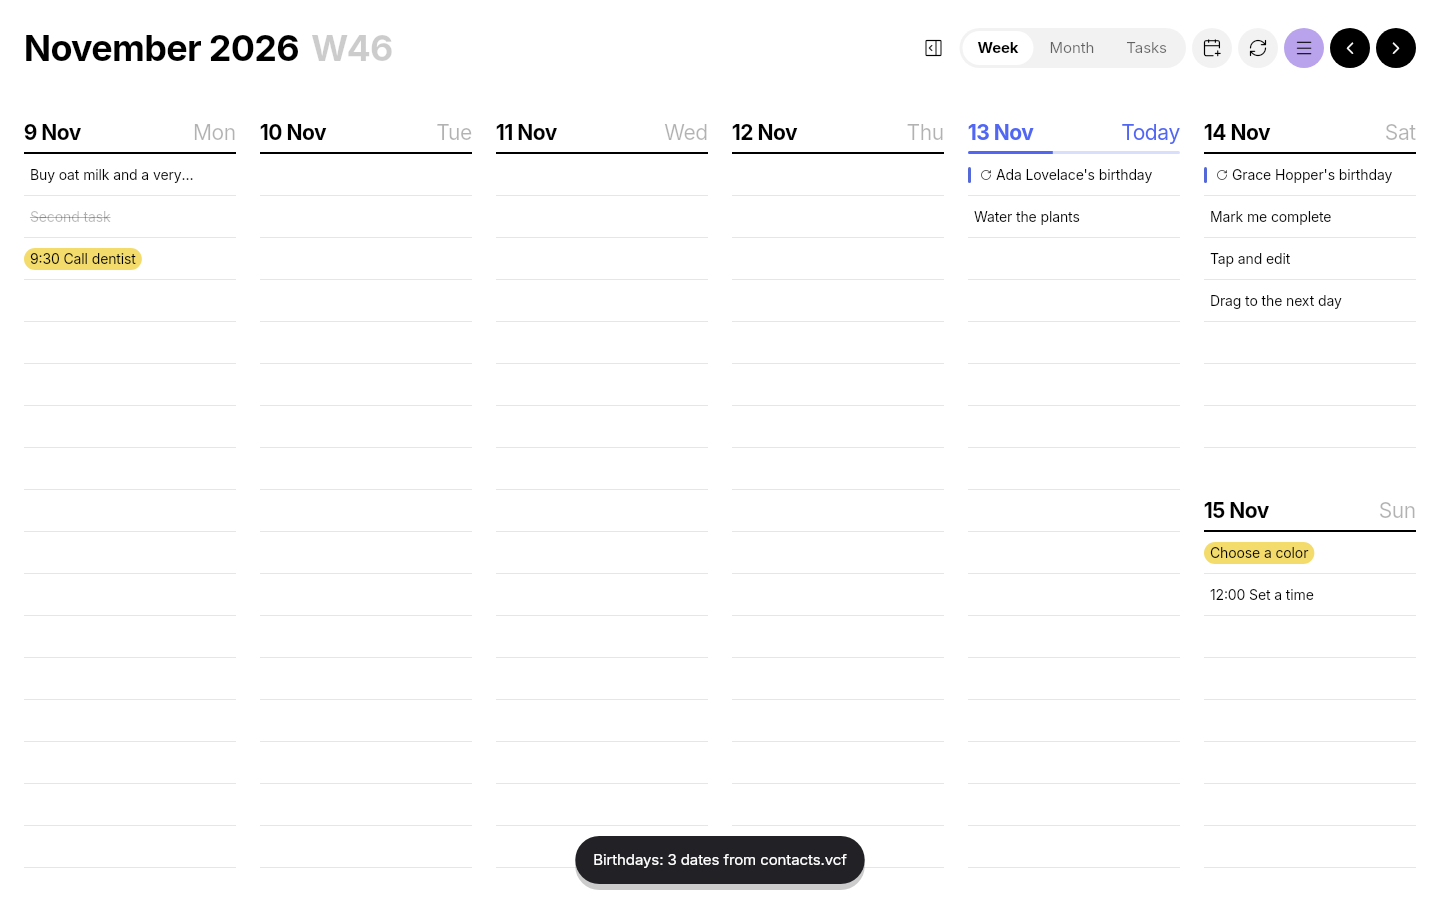 November 2026 W46
Week Month Tasks
9 Nov Mon
Buy oat milk and a very...
Second task
9:30 Call dentist
10 Nov Tue
11 Nov Wed
12 Nov Thu
13 Nov Today
Ada Lovelace's birthday
Water the plants
14 Nov Sat
Grace Hopper's birthday
Mark me complete
Tap and edit
Drag to the next day
15 Nov Sun
Choose a color
12:00 Set a time
Birthdays: 3 dates from contacts.vcf